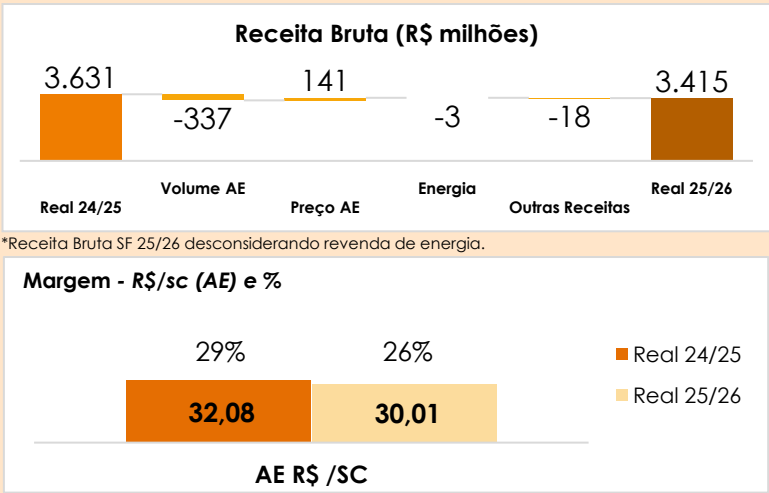 Receita Bruta (R$ milhões)
3.631
-337
141
-3
-18
3.415
Real 24/25
Volume AE
Preço AE
Energia
Outras Receitas
Real 25/26
*Receita Bruta SF 25/26 desconsiderando revenda de energia.
Margem - R$/sc (AE) e %
29%
26%
32,08
30,01
Real 24/25
Real 25/26
AE R$ /SC